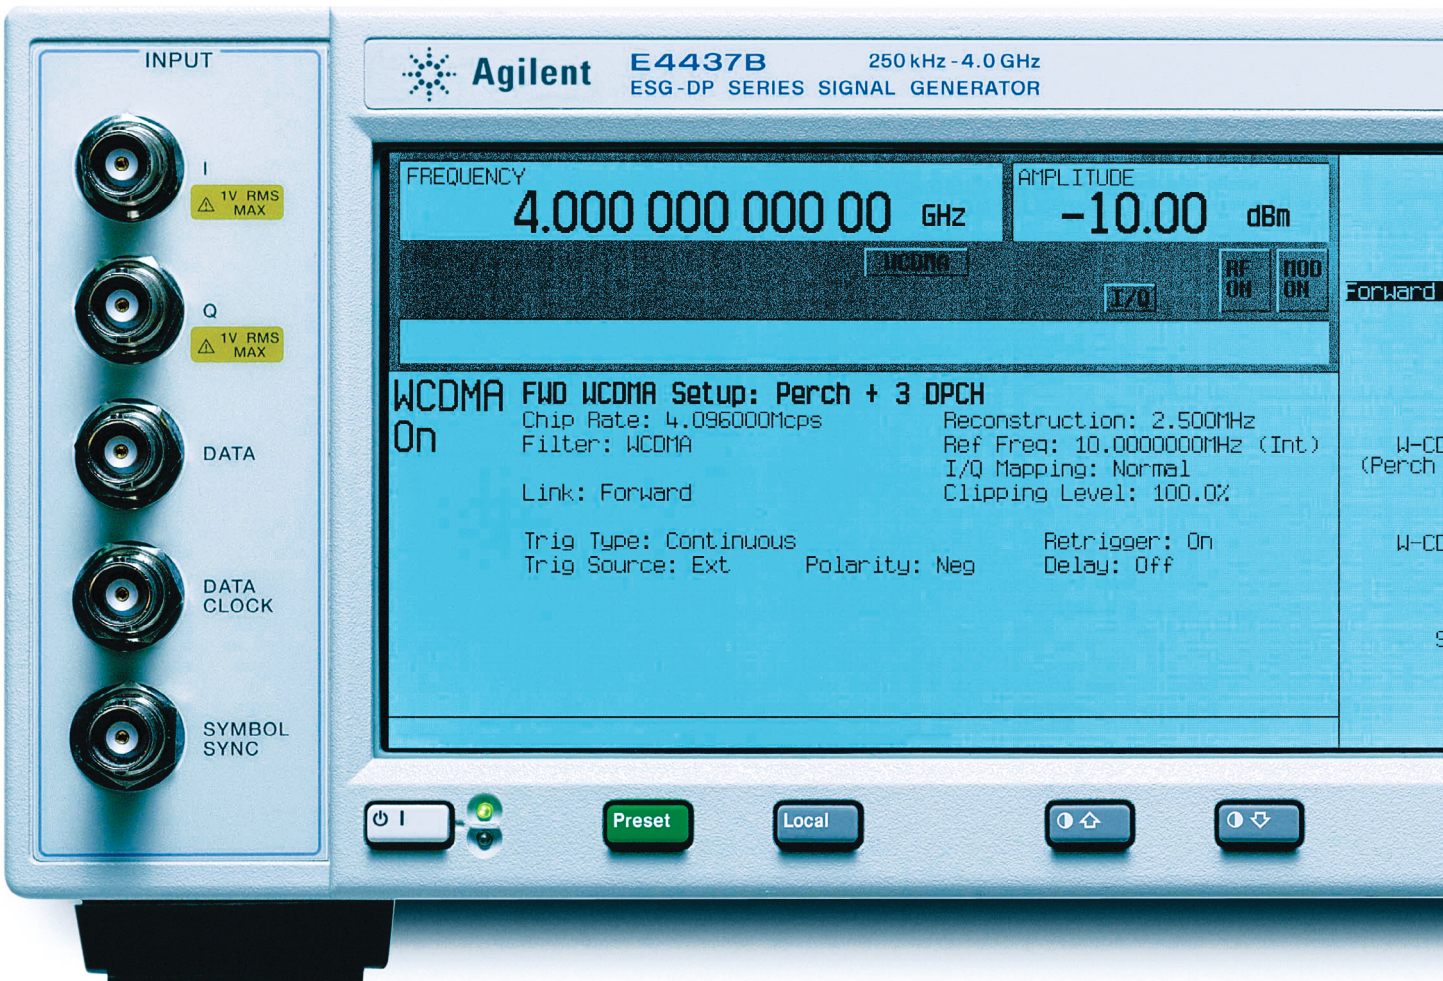 INPUT
I
1V RMS
MAX
Q
1V RMS
MAX
DATA
DATA
CLOCK
SYMBOL
SYNC
Agilent
E4437B 250 kHz - 4.0 GHz
ESG-DP SERIES SIGNAL GENERATOR
FREQUENCY
4.000 000 000 00 GHz
AMPLITUDE
-10.00 dBm
WCDMA
I/Q
RF
ON
MOD
ON
Forward
WCDMA
On
FWD WCDMA Setup: Perch + 3 DPCH
Chip Rate: 4.096000Mcps Reconstruction: 2.500MHz
Filter: WCDMA Ref Freq: 10.0000000MHz (Int)
I/Q Mapping: Normal
Link: Forward Clipping Level: 100.0%
Trig Type: Continuous Retrigger: On
Trig Source: Ext Polarity: Neg Delay: Off
W-CD
(Perch
W-CD
Preset
Local